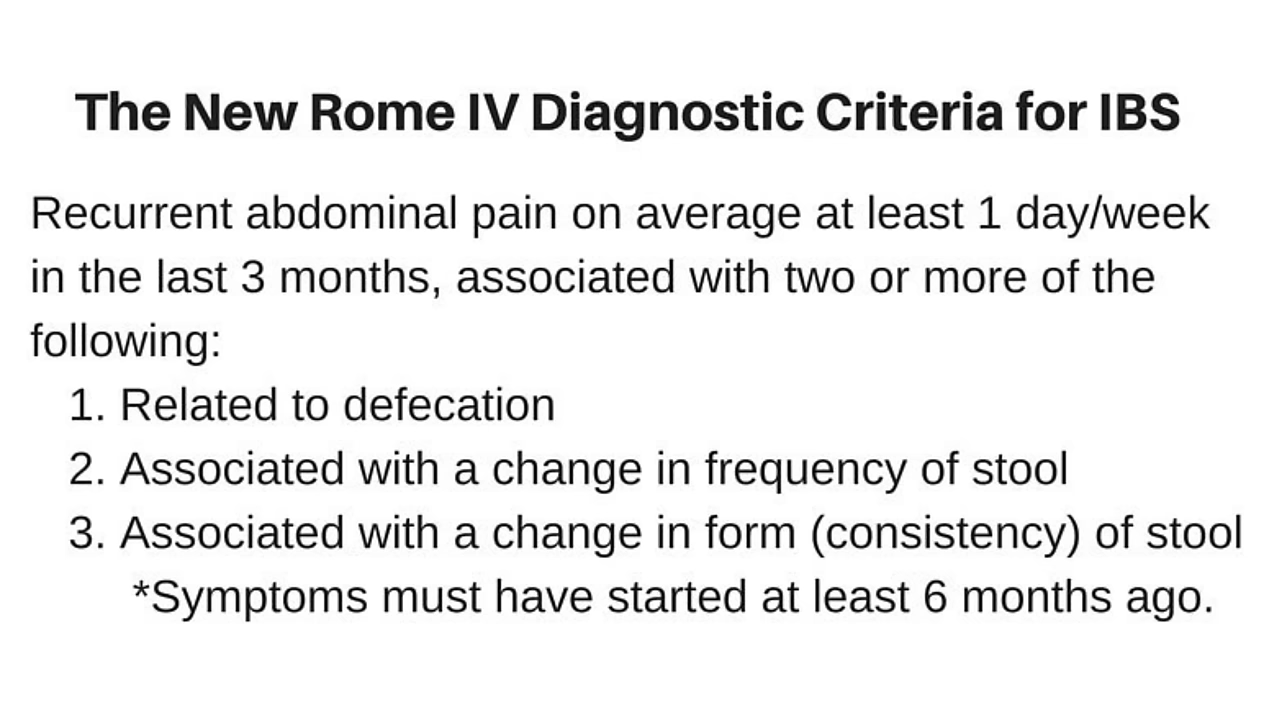 The New Rome IV Diagnostic Criteria for IBS
Recurrent abdominal pain on average at least 1 day/week
in the last 3 months, associated with two or more of the
following:
1. Related to defecation
2. Associated with a change in frequency of stool
3. Associated with a change in form (consistency) of stool
*Symptoms must have started at least 6 months ago.